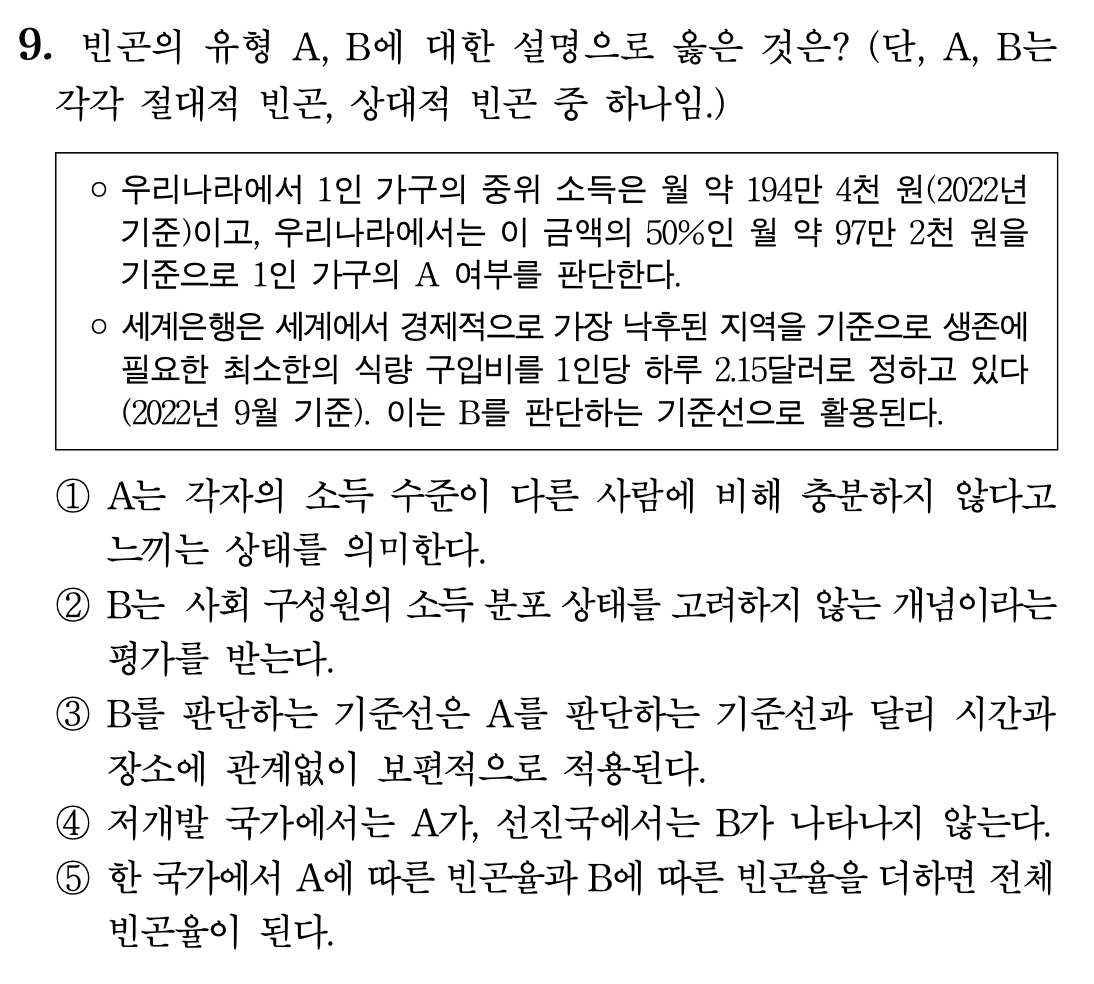 9. 빈곤의 유형 A, B에 대한 설명으로 옳은 것은? (단, A, B는
각각 절대적 빈곤, 상대적 빈곤 중 하나임.)
○ 우리나라에서 1인 가구의 중위 소득은 월 약 194만 4천 원(2022년
기준)이고, 우리나라에서는 이 금액의 50%인 월 약 97만 2천 원을
기준으로 1인 가구의 A 여부를 판단한다.
○ 세계은행은 세계에서 경제적으로 가장 낙후된 지역을 기준으로 생존에
필요한 최소한의 식량 구입비를 1인당 하루 2.15달러로 정하고 있다
(2022년 9월 기준). 이는 B를 판단하는 기준선으로 활용된다.
① A는 각자의 소득 수준이 다른 사람에 비해 충분하지 않다고
느끼는 상태를 의미한다.
② B는 사회 구성원의 소득 분포 상태를 고려하지 않는 개념이라는
평가를 받는다.
③ B를 판단하는 기준선은 A를 판단하는 기준선과 달리 시간과
장소에 관계없이 보편적으로 적용된다.
④ 저개발 국가에서는 A가, 선진국에서는 B가 나타나지 않는다.
⑤ 한 국가에서 A에 따른 빈곤율과 B에 따른 빈곤율을 더하면 전체
빈곤율이 된다.